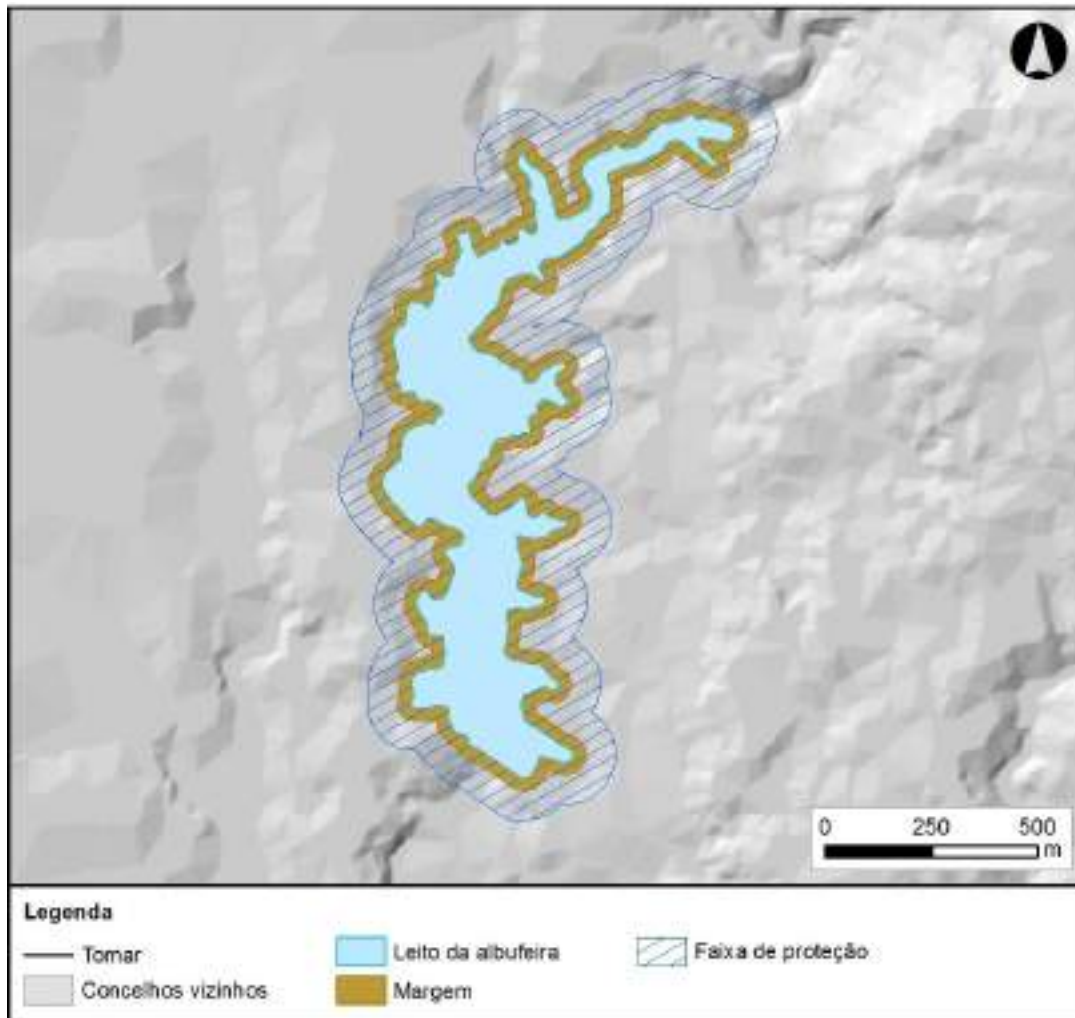 0 250 500
m
Legenda
Tomar
Leito da albufeira
Faixa de proteção
Concelhos vizinhos
Margem